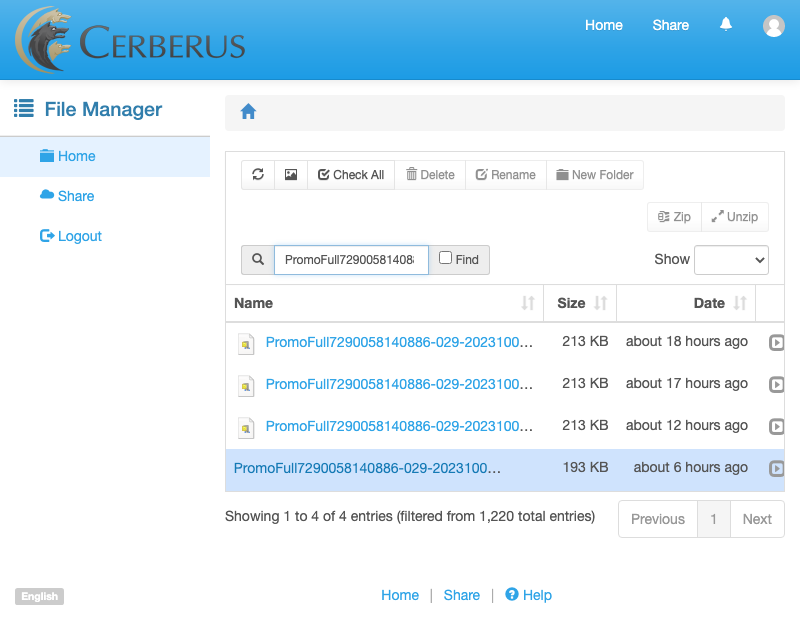 CERBERUS
Home Share
File Manager
Home
Share
Logout
Check All Delete Rename New Folder
Zip Unzip
PromoFull729005814088 Find Show
Name Size Date
PromoFull7290058140886-029-2023100... 213 KB about 18 hours ago
PromoFull7290058140886-029-2023100... 213 KB about 17 hours ago
PromoFull7290058140886-029-2023100... 213 KB about 12 hours ago
PromoFull7290058140886-029-2023100... 193 KB about 6 hours ago
Showing 1 to 4 of 4 entries (filtered from 1,220 total entries) Previous 1 Next
English Home | Share | Help